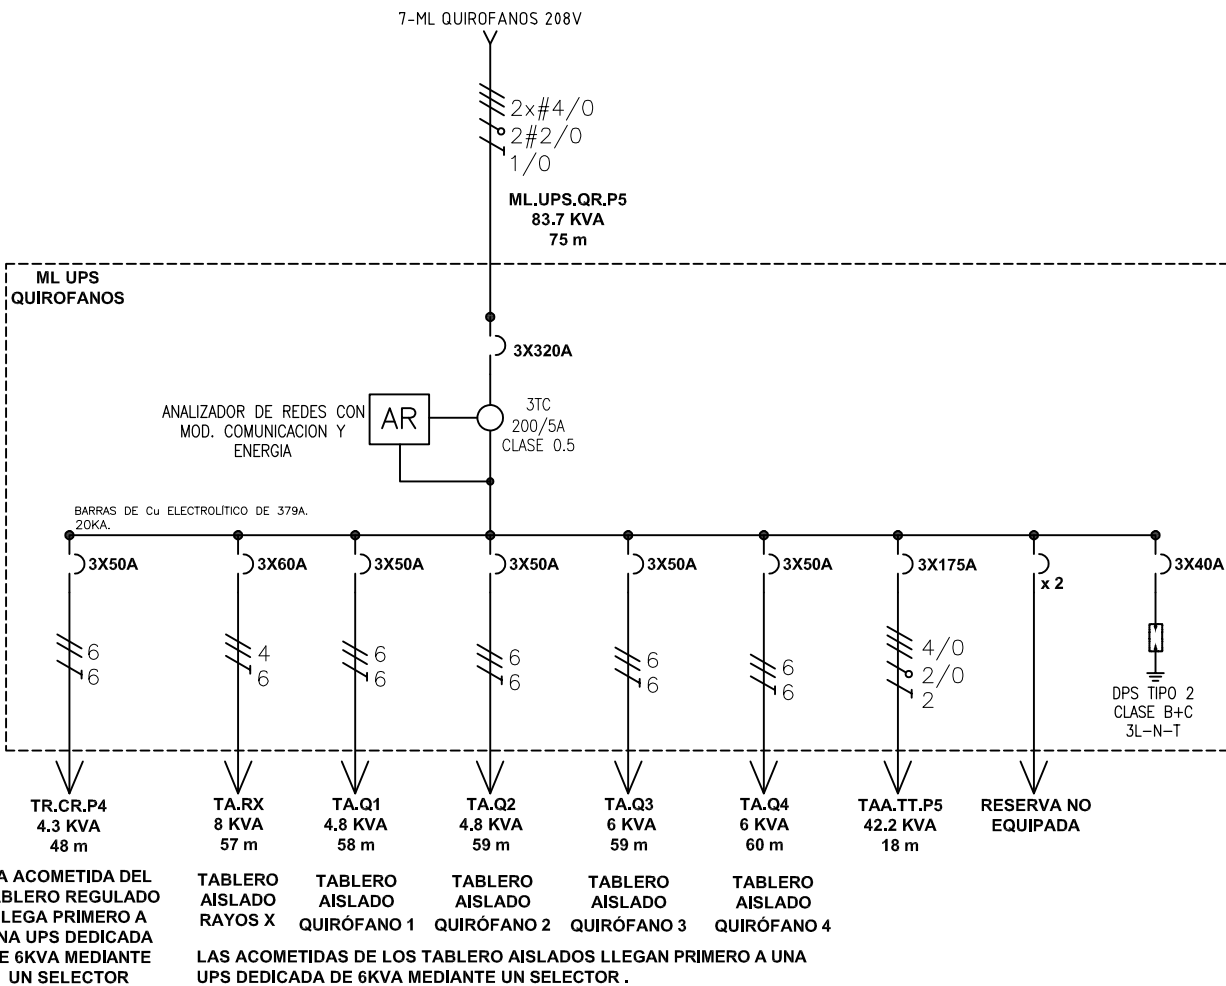 7-ML QUIROFANOS 208V
2x#4/0
2#2/0
1/0
ML.UPS.QR.P5
83.7 KVA
75 m
ML UPS
QUIROFANOS
3X320A
ANALIZADOR DE REDES CON
MOD. COMUNICACION Y
ENERGIA
AR
3TC
200/5A
CLASE 0.5
BARRAS DE Cu ELECTROLÍTICO DE 379A.
20KA.
3X50A
3X60A
3X50A
3X50A
3X50A
3X50A
3X175A
x 2
3X40A
6
6
4
6
6
6
6
6
6
6
6
6
4/0
2/0
2
DPS TIPO 2
CLASE B+C
3L-N-T
TR.CR.P4
4.3 KVA
48 m
TA.RX
8 KVA
57 m
TA.Q1
4.8 KVA
58 m
TA.Q2
4.8 KVA
59 m
TA.Q3
6 KVA
59 m
TA.Q4
6 KVA
60 m
TAA.TT.P5
42.2 KVA
18 m
RESERVA NO
EQUIPADA
A ACOMETIDA DEL
ABLERO REGULADO
LEGA PRIMERO A
NA UPS DEDICADA
E 6KVA MEDIANTE
UN SELECTOR
TABLERO
AISLADO
RAYOS X
TABLERO
AISLADO
QUIRÓFANO 1
TABLERO
AISLADO
QUIRÓFANO 2
TABLERO
AISLADO
QUIRÓFANO 3
TABLERO
AISLADO
QUIRÓFANO 4
LAS ACOMETIDAS DE LOS TABLERO AISLADOS LLEGAN PRIMERO A UNA
UPS DEDICADA DE 6KVA MEDIANTE UN SELECTOR .